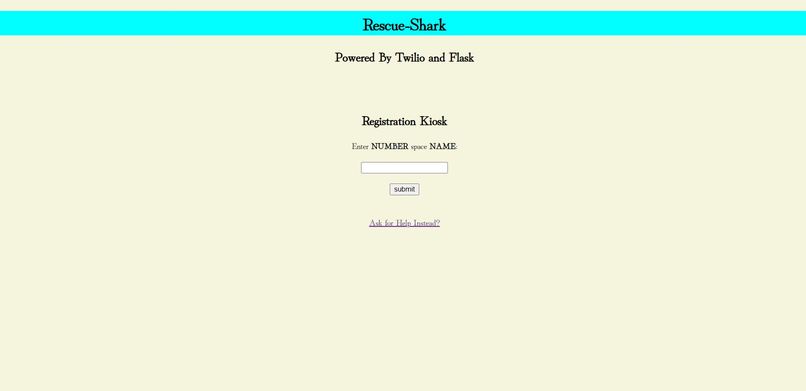 Rescue-Shark
Powered By Twilio and Flask
Registration Kiosk
Enter NUMBER space NAME:
submit
Ask for Help Instead?